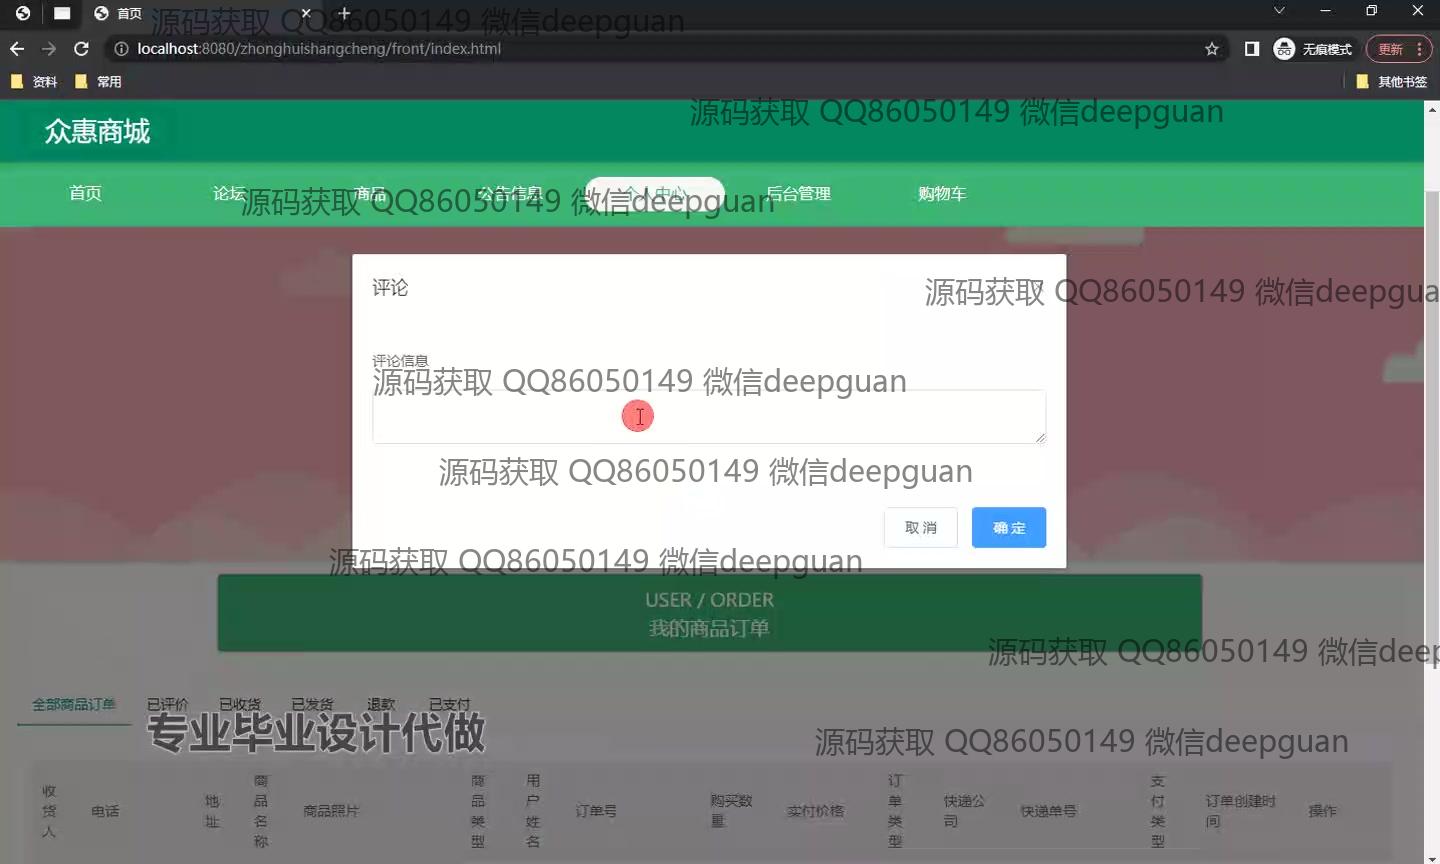 首页
源码获取 QQ86050149 微信deepguan
localhost:8080/zhonghuishangcheng/front/index.html
无痕模式
更新
资料
常用
其他书签
众惠商城
源码获取 QQ86050149 微信deepguan
首页
论坛
商品
公告信息
个人中心
后台管理
购物车
源码获取 QQ86050149 微信deepguan
评论
源码获取 QQ86050149 微信deepgua
评论信息
源码获取 QQ86050149 微信deepguan
源码获取 QQ86050149 微信deepguan
取消
确定
源码获取 QQ86050149 微信deepguan
USER / ORDER
我的商品订单
源码获取 QQ86050149 微信deep
全部商品订单
已评价
已收货
已发货
退款
已支付
专业毕业设计代做
源码获取 QQ86050149 微信deepguan
收货人
电话
地址
商品名称
商品照片
商品类型
用户姓名
订单号
购买数量
实付价格
订单类型
快递公司
快递单号
支付类型
订单创建时间
操作